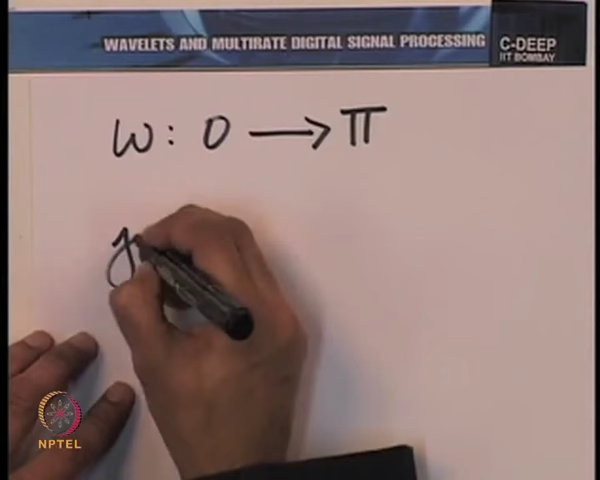 WAVELETS AND MULTIRATE DIGITAL SIGNAL PROCESSING
C-DEEP
IIT BOMBAY
ω : 0 → π
NPTEL